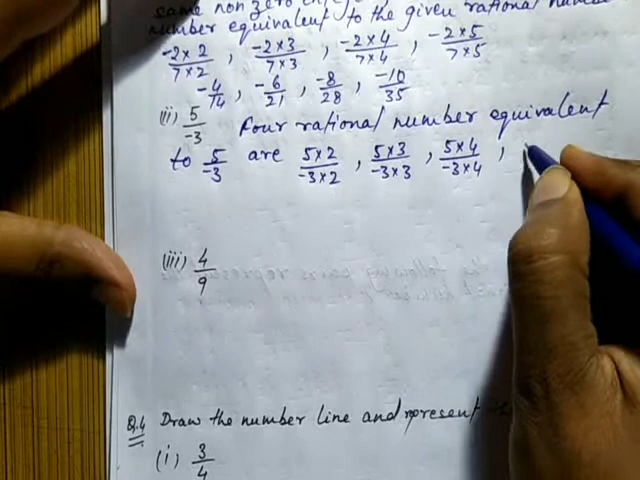 same non zero
number equivalent to the given rational number
-2×2/7×2 , -2×3/7×3 , -2×4/7×4 , -2×5/7×5
-4/14 , -6/21 , -8/28 , -10/35
(ii) 5/-3 Four rational number equivalent
to 5/-3 are 5×2/-3×2 , 5×3/-3×3 , 5×4/-3×4 ,
(iii) 4/9
Q.4 Draw the number line and represent
(i) 3/4